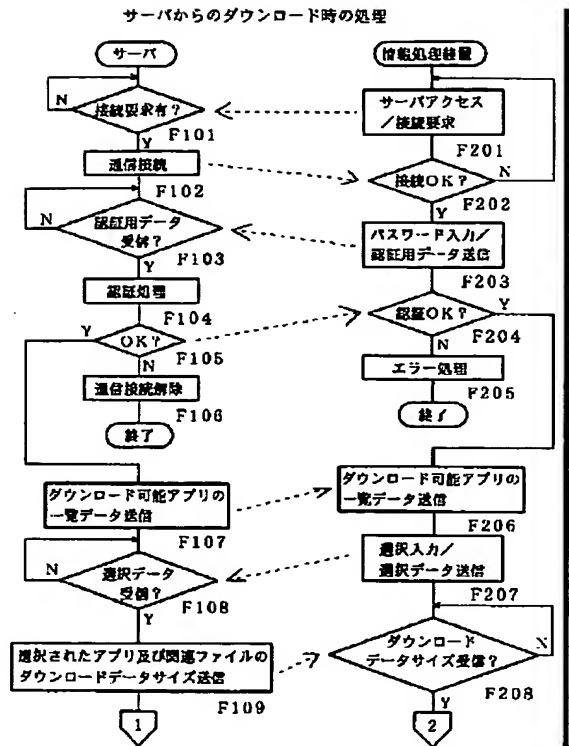 サーバからのダウンロード時の処理
サーバ
N
接続要求有?
F101
Y
通信接続
F102
N
認証用データ
受信?
F103
Y
認証処理
F104
Y
OK?
F105
N
通信接続解除
F106
終了
ダウンロード可能アプリの
一覧データ送信
F107
N
選択データ
受信?
F108
Y
選択されたアプリ及び関連ファイルの
ダウンロードデータサイズ送信
F109
1
情報処理装置
サーバアクセス
/接続要求
F201
N
接続OK?
F202
Y
パスワード入力/
認証用データ送信
F203
Y
認証OK?
F204
N
エラー処理
F205
終了
ダウンロード可能アプリの
一覧データ送信
F206
選択入力/
選択データ送信
F207
N
ダウンロード
データサイズ受信?
F208
Y
2